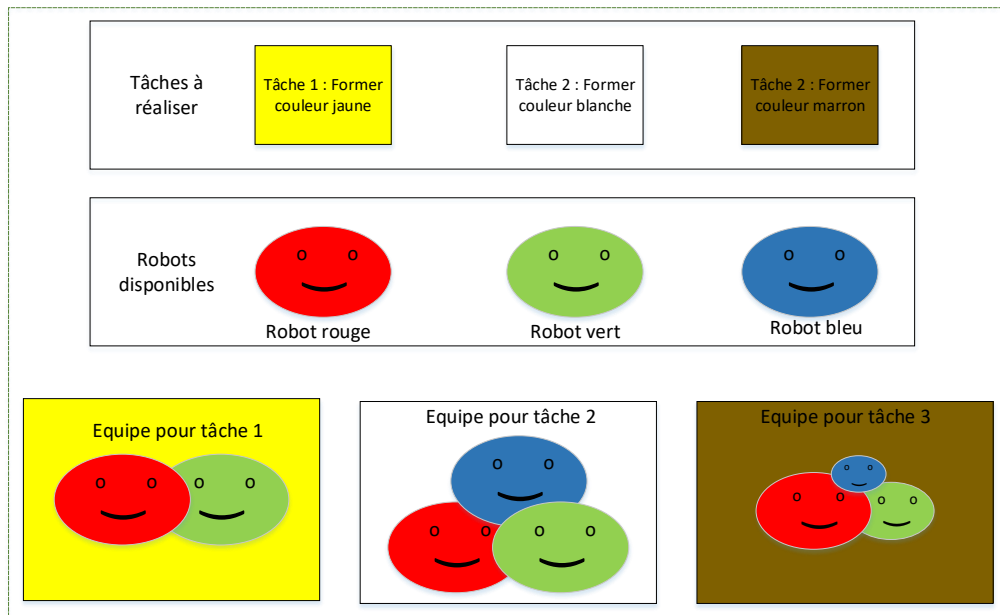 Tâches à
réaliser
Tâche 1 : Former
couleur jaune
Tâche 2 : Former
couleur blanche
Tâche 2 : Former
couleur marron
Robots
disponibles
Robot rouge
Robot vert
Robot bleu
Equipe pour tâche 1
Equipe pour tâche 2
Equipe pour tâche 3